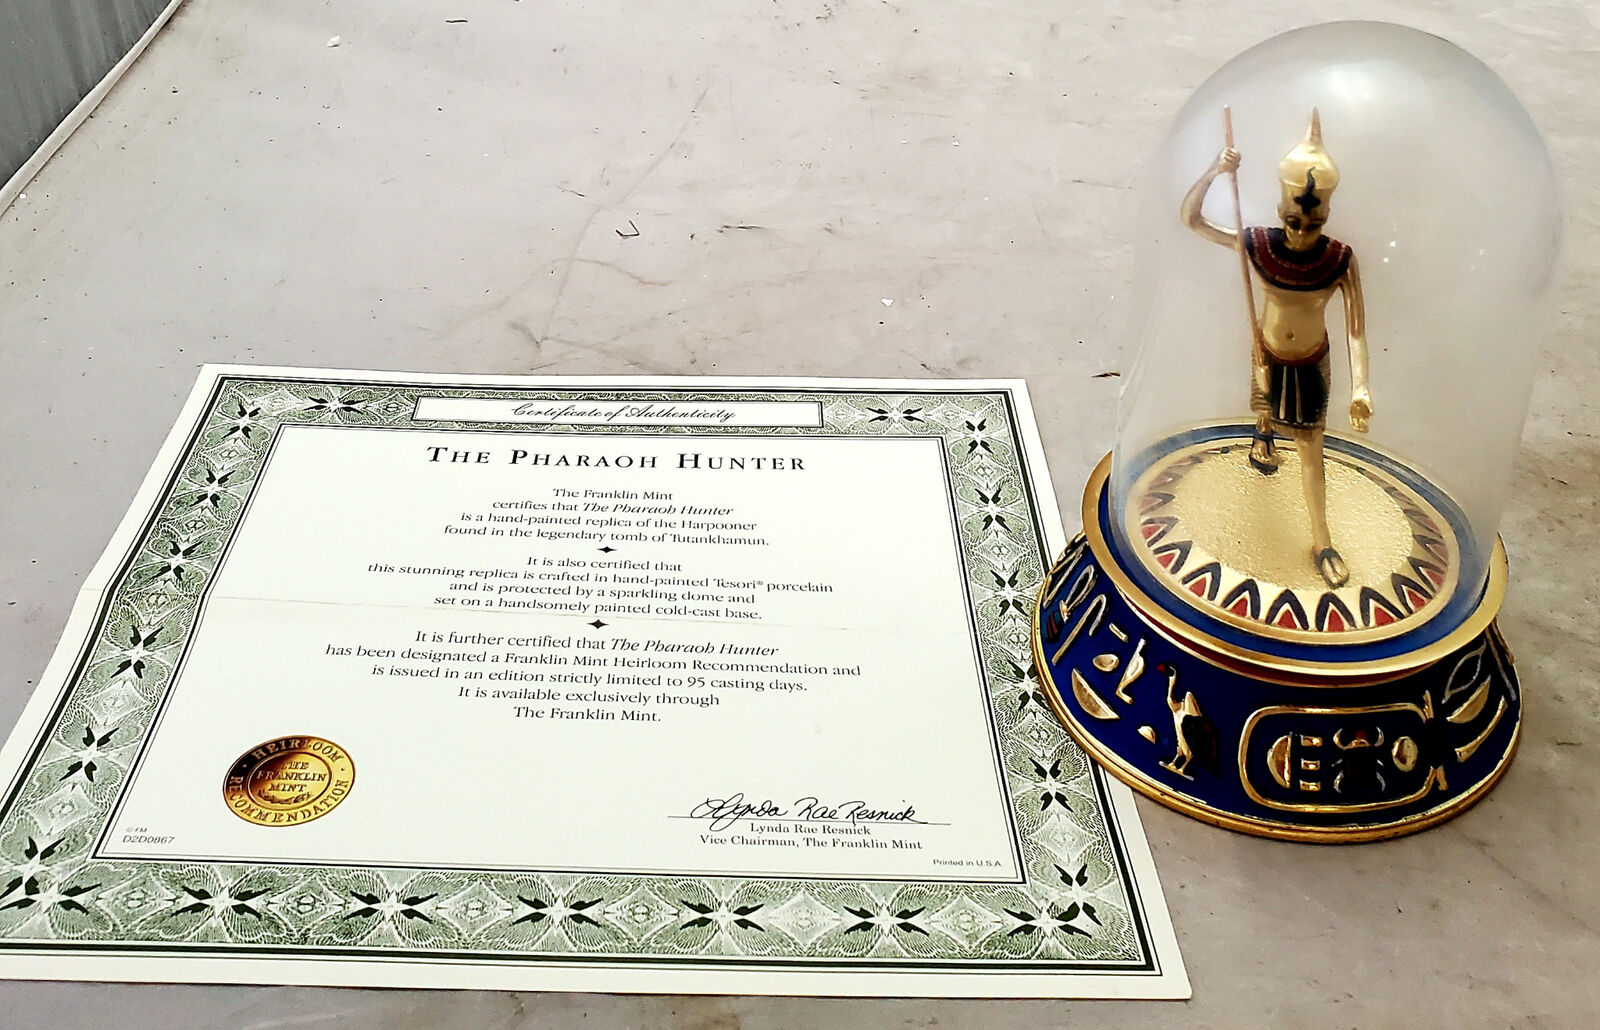 Certificate of Authenticity
THE PHARAOH HUNTER
The Franklin Mint
certifies that The Pharaoh Hunter
is a hand-painted replica of the Harpooner
found in the legendary tomb of Tutankhamun.
It is also certified that
this stunning replica is crafted in hand-painted Tesori® porcelain
and is protected by a sparkling dome and
set on a handsomely painted cold-cast base.
It is further certified that The Pharaoh Hunter
has been designated a Franklin Mint Heirloom Recommendation and
is issued in an edition strictly limited to 95 casting days.
It is available exclusively through
The Franklin Mint.
HEIRLOOM
THE
FRANKLIN
MINT
RECOMMENDATION
Lynda Rae Resnick
Lynda Rae Resnick
Vice Chairman, The Franklin Mint
© FM
D2D0867
Printed in U.S.A.